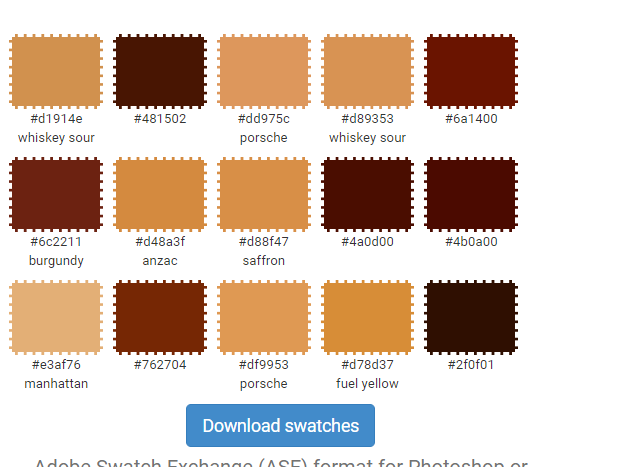 #d1914e #481502 #dd975c #d89353 #6a1400
whiskey sour porsche whiskey sour
#6c2211 #d48a3f #d88f47 #4a0d00 #4b0a00
burgundy anzac saffron
#e3af76 #762704 #df9953 #d78d37 #2f0f01
manhattan porsche fuel yellow
Download swatches
Adobe Swatch Exchange (ASE) format for Photoshop or